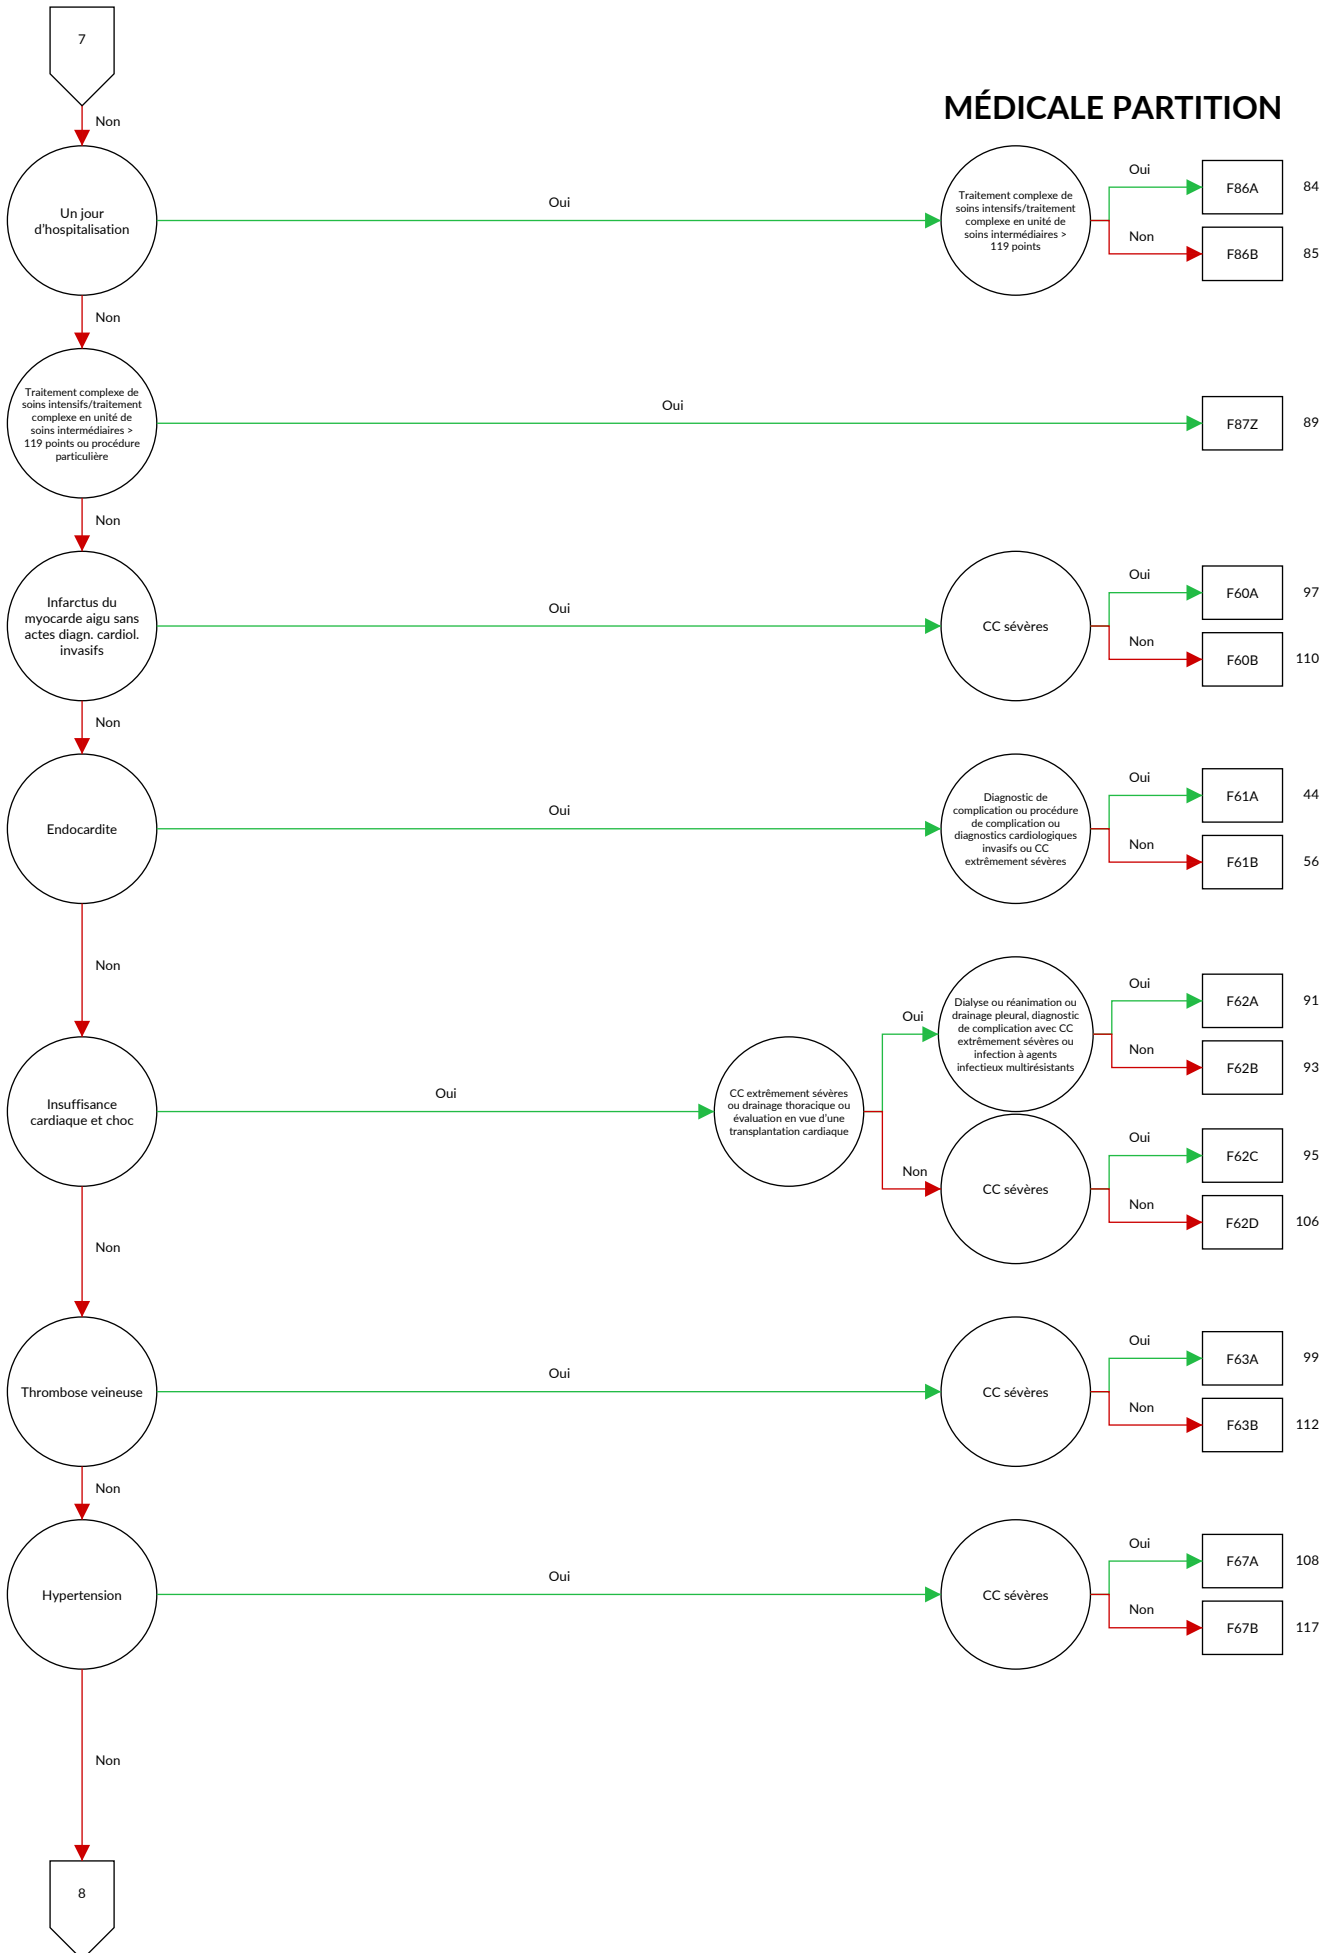 7
Non
MÉDICALE PARTITION
Un jour
d'hospitalisation
Oui
Traitement complexe de
soins intensifs/traitement
complexe en unité de
soins intermédiaires >
119 points
Oui
F86A
84
Non
F86B
85
Non
Traitement complexe de
soins intensifs/traitement
complexe en unité de
soins intermédiaires >
119 points ou procédure
particulière
Oui
F87Z
89
Non
Infarctus du
myocarde aigu sans
actes diagn. cardiol.
invasifs
Oui
CC sévères
Oui
F60A
97
Non
F60B
110
Non
Endocardite
Oui
Diagnostic de
complication ou procédure
de complication ou
diagnostics cardiologiques
invasifs ou CC
extrêmement sévères
Oui
F61A
44
Non
F61B
56
Non
Insuffisance
cardiaque et choc
Oui
CC extrêmement sévères
ou drainage thoracique ou
évaluation en vue d'une
transplantation cardiaque
Oui
Dialyse ou réanimation ou
drainage pleural, diagnostic
de complication avec CC
extrêmement sévères ou
infection à agents
infectieux multirésistants
Oui
F62A
91
Non
F62B
93
Non
CC sévères
Oui
F62C
95
Non
F62D
106
Non
Thrombose veineuse
Oui
CC sévères
Oui
F63A
99
Non
F63B
112
Non
Hypertension
Oui
CC sévères
Oui
F67A
108
Non
F67B
117
Non
8